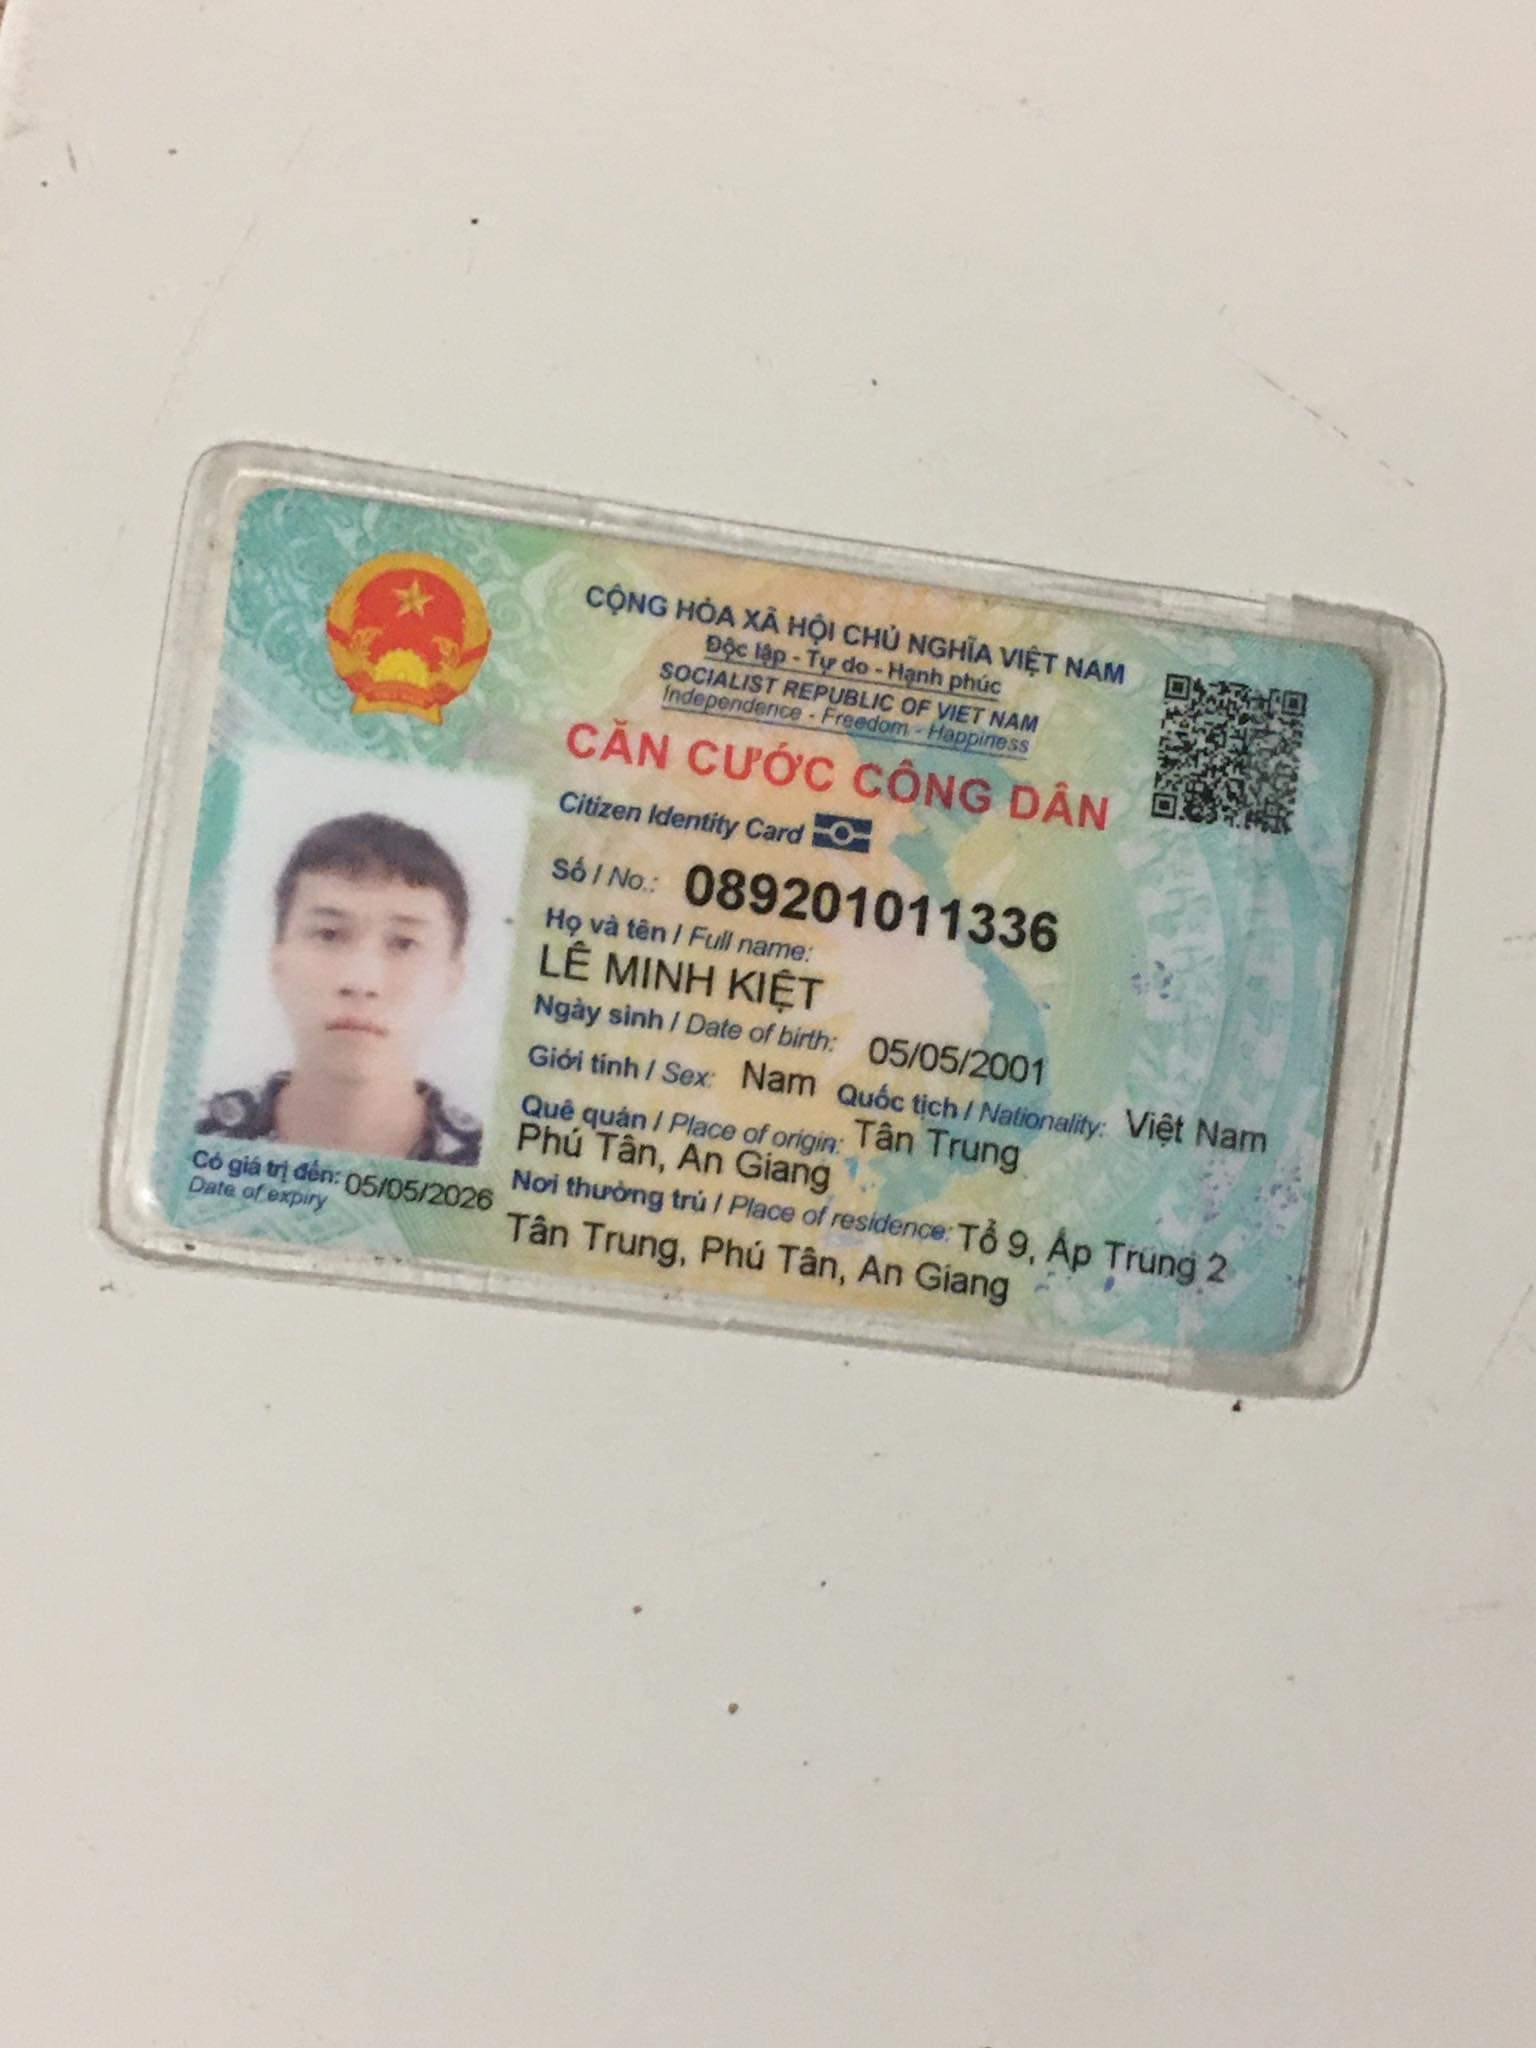 CỘNG HÒA XÃ HỘI CHỦ NGHĨA VIỆT NAM
Độc lập - Tự do - Hạnh phúc
SOCIALIST REPUBLIC OF VIET NAM
Independence - Freedom - Happiness
CĂN CƯỚC CÔNG DÂN
Citizen Identity Card
Số / No.: 089201011336
Họ và tên / Full name:
LÊ MINH KIỆT
Ngày sinh / Date of birth: 05/05/2001
Giới tính / Sex: Nam Quốc tịch / Nationality: Việt Nam
Quê quán / Place of origin: Tân Trung
Phú Tân, An Giang
Nơi thường trú / Place of residence: Tổ 9, Ấp Trung 2
Tân Trung, Phú Tân, An Giang
Có giá trị đến: 05/05/2026
Date of expiry